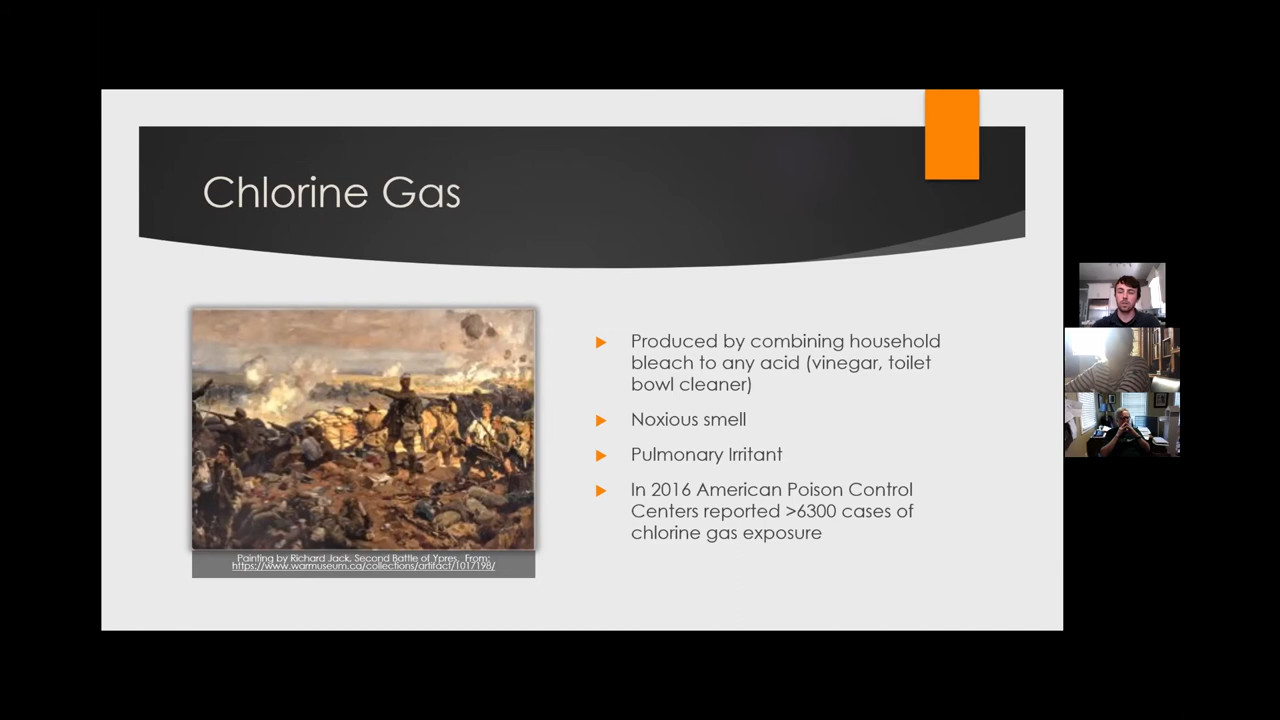 Chlorine Gas
Produced by combining household
bleach to any acid (vinegar, toilet
bowl cleaner)
Noxious smell
Pulmonary Irritant
In 2016 American Poison Control
Centers reported >6300 cases of
chlorine gas exposure
Painting by Richard Jack, Second Battle of Ypres. From:
https://www.warmuseum.ca/collections/artifact/1017198/